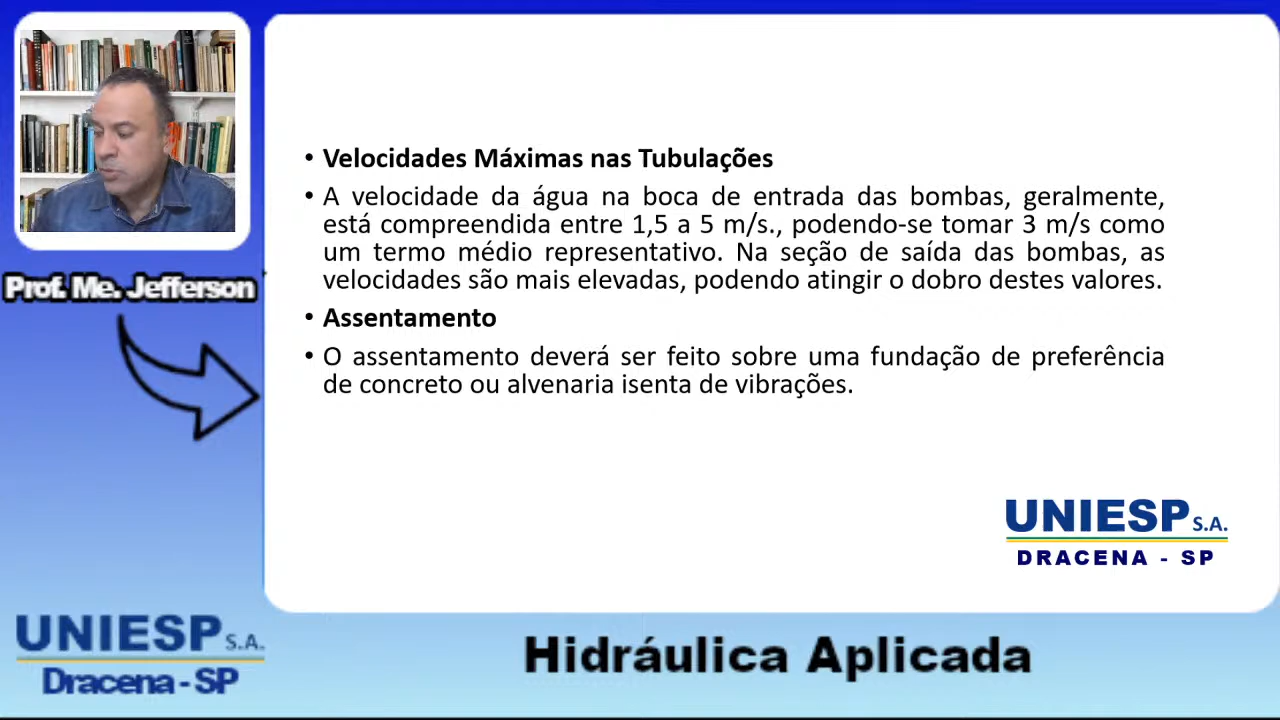 Prof. Me. Jefferson
• Velocidades Máximas nas Tubulações
• A velocidade da água na boca de entrada das bombas, geralmente,
está compreendida entre 1,5 a 5 m/s., podendo-se tomar 3 m/s como
um termo médio representativo. Na seção de saída das bombas, as
velocidades são mais elevadas, podendo atingir o dobro destes valores.
• Assentamento
• O assentamento deverá ser feito sobre uma fundação de preferência
de concreto ou alvenaria isenta de vibrações.
UNIESP S.A.
DRACENA - SP
UNIESP S.A.
Dracena - SP
Hidráulica Aplicada